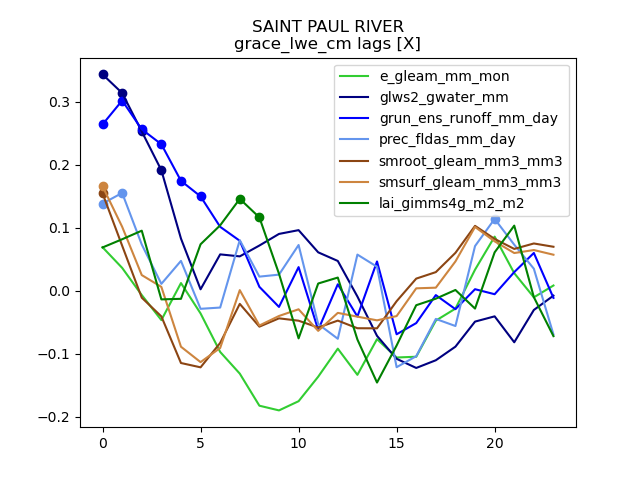 SAINT PAUL RIVER
grace_lwe_cm lags [X]
e_gleam_mm_mon
glws2_gwater_mm
grun_ens_runoff_mm_day
prec_fldas_mm_day
smroot_gleam_mm3_mm3
smsurf_gleam_mm3_mm3
lai_gimms4g_m2_m2
0.3
0.2
0.1
0.0
−0.1
−0.2
0 5 10 15 20